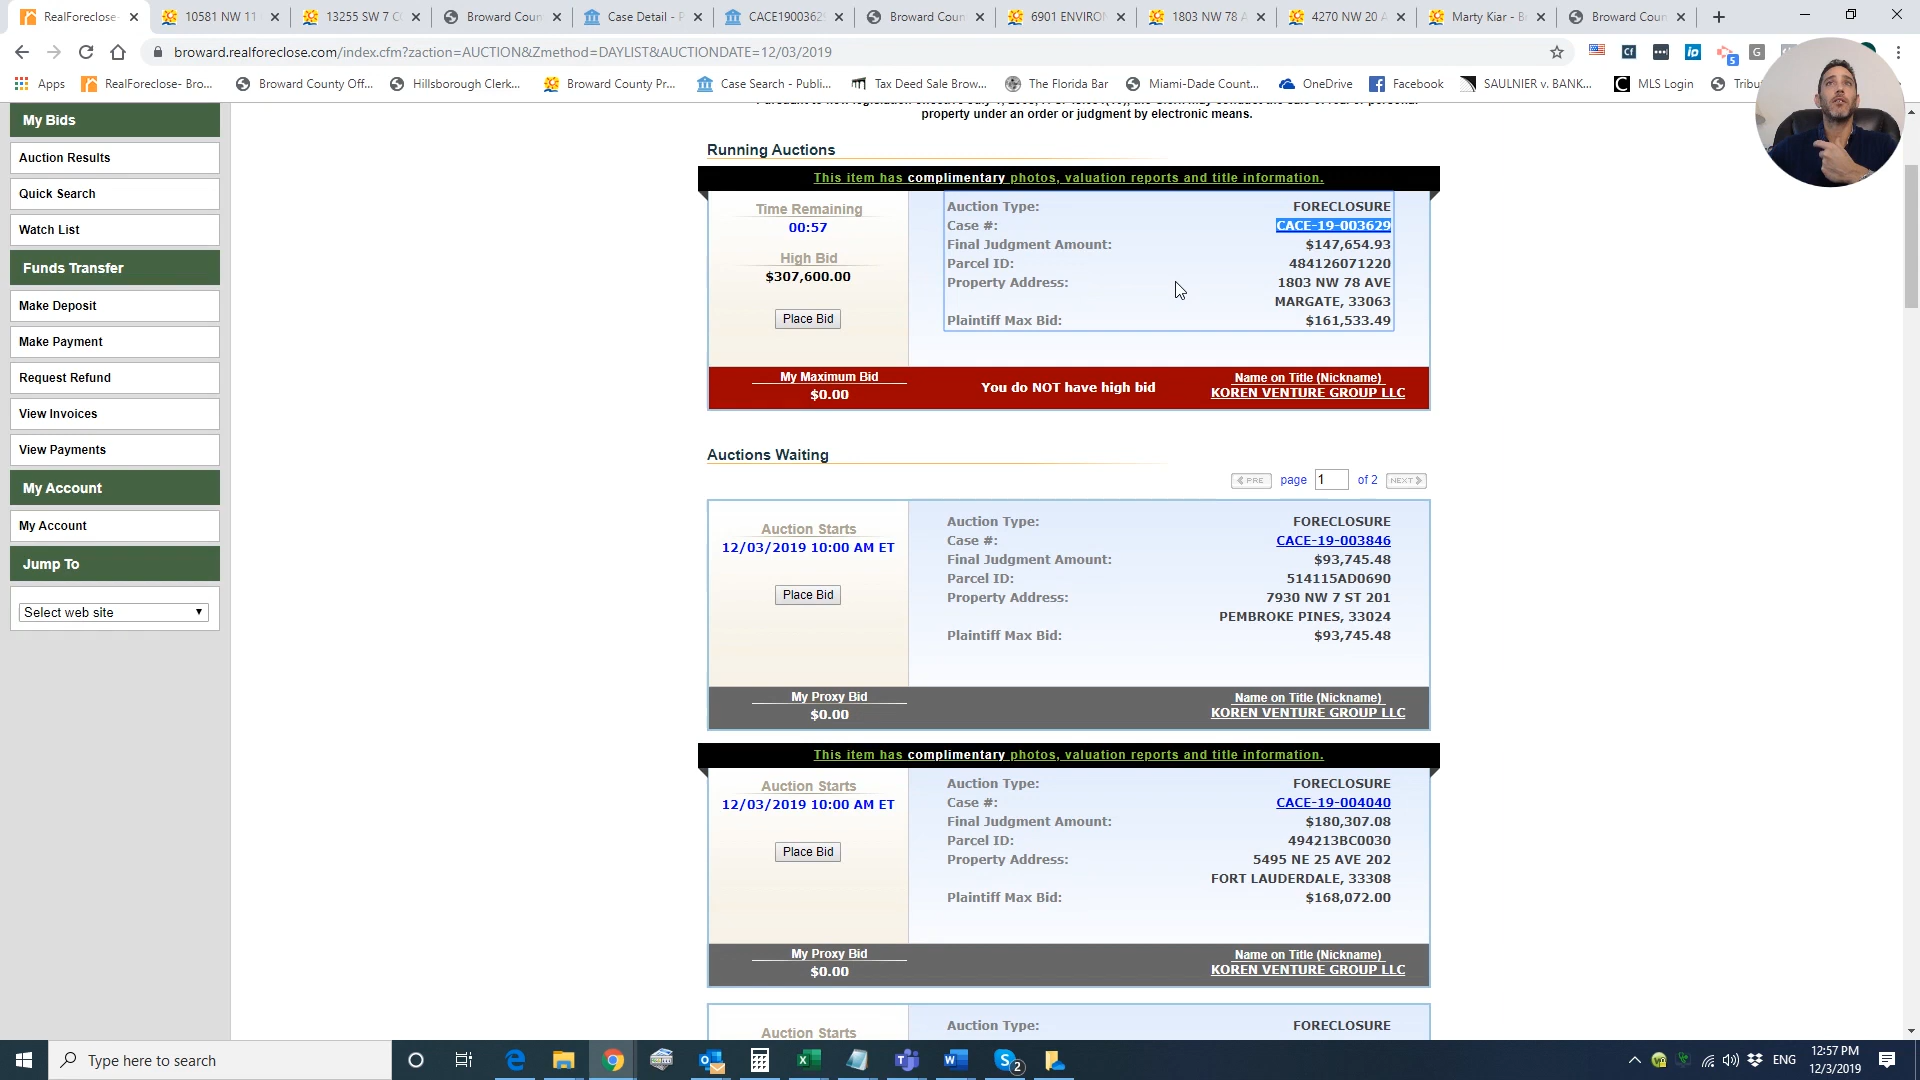 RealForeclose-
10581 NW 11
13255 SW 7 C
Broward Coun
Case Detail - P
CACE1900362
Broward Coun
6901 ENVIRO
1803 NW 78 A
4270 NW 20 A
Marty Kiar - B
Broward Coun
broward.realforeclose.com/index.cfm?zaction=AUCTION&Zmethod=DAYLIST&AUCTIONDATE=12/03/2019
Apps
RealForeclose- Bro...
Broward County Off...
Hillsborough Clerk...
Broward County Pr...
Case Search - Publi...
Tax Deed Sale Brow...
The Florida Bar
Miami-Dade Count...
OneDrive
Facebook
SAULNIER v. BANK...
MLS Login
Tribu
property under an order or judgment by electronic means.
My Bids
Auction Results
Quick Search
Watch List
Funds Transfer
Make Deposit
Make Payment
Request Refund
View Invoices
View Payments
My Account
My Account
Jump To
Select web site
Running Auctions
This item has complimentary photos, valuation reports and title information.
Time Remaining
00:57
High Bid
$307,600.00
Place Bid
Auction Type: FORECLOSURE
Case #: CACE-19-003629
Final Judgment Amount: $147,654.93
Parcel ID: 484126071220
Property Address: 1803 NW 78 AVE
MARGATE, 33063
Plaintiff Max Bid: $161,533.49
My Maximum Bid
$0.00
You do NOT have high bid
Name on Title (Nickname)
KOREN VENTURE GROUP LLC
Auctions Waiting
PRE page 1 of 2 NEXT
Auction Starts
12/03/2019 10:00 AM ET
Place Bid
Auction Type: FORECLOSURE
Case #: CACE-19-003846
Final Judgment Amount: $93,745.48
Parcel ID: 514115AD0690
Property Address: 7930 NW 7 ST 201
PEMBROKE PINES, 33024
Plaintiff Max Bid: $93,745.48
My Proxy Bid
$0.00
Name on Title (Nickname)
KOREN VENTURE GROUP LLC
This item has complimentary photos, valuation reports and title information.
Auction Starts
12/03/2019 10:00 AM ET
Place Bid
Auction Type: FORECLOSURE
Case #: CACE-19-004040
Final Judgment Amount: $180,307.08
Parcel ID: 494213BC0030
Property Address: 5495 NE 25 AVE 202
FORT LAUDERDALE, 33308
Plaintiff Max Bid: $168,072.00
My Proxy Bid
$0.00
Name on Title (Nickname)
KOREN VENTURE GROUP LLC
Auction Starts
Auction Type: FORECLOSURE
Type here to search
ENG
12:57 PM
12/3/2019